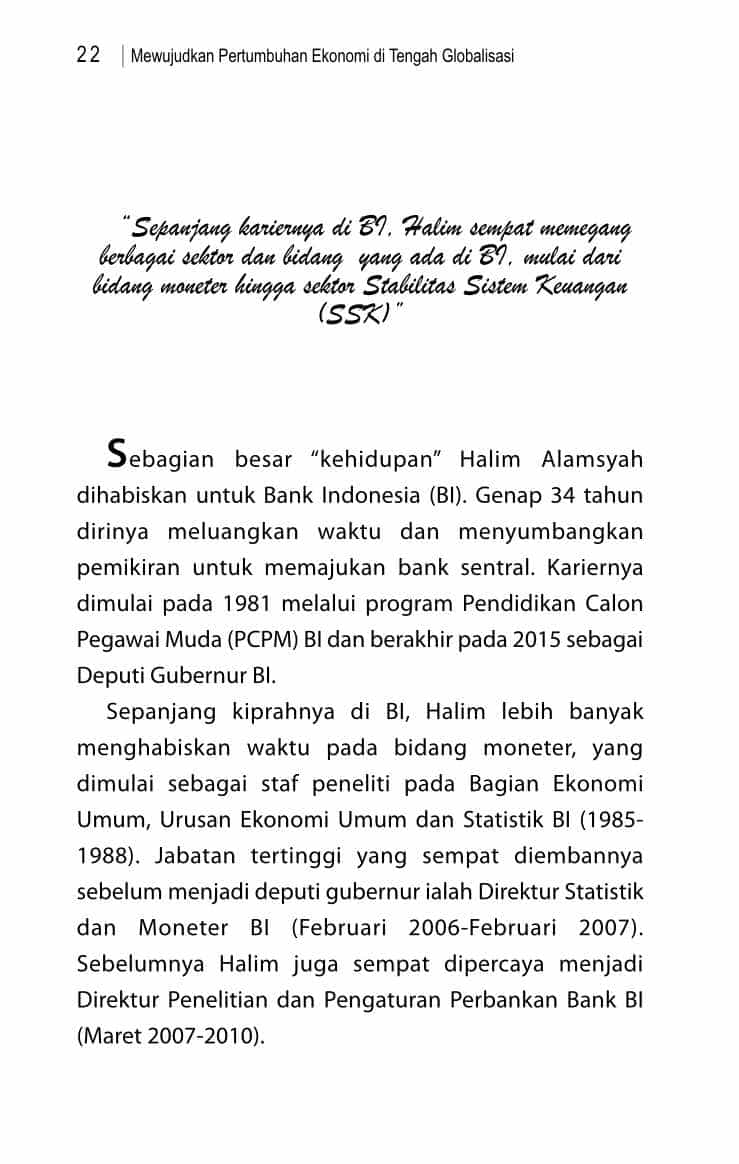 22 | Mewujudkan Pertumbuhan Ekonomi di Tengah Globalisasi
“Sepanjang kariernya di BI, Halim sempat memegang
berbagai sektor dan bidang yang ada di BI, mulai dari
bidang moneter hingga sektor Stabilitas Sistem Keuangan
(SSK)”
Sebagian besar “kehidupan” Halim Alamsyah
dihabiskan untuk Bank Indonesia (BI). Genap 34 tahun
dirinya meluangkan waktu dan menyumbangkan
pemikiran untuk memajukan bank sentral. Kariernya
dimulai pada 1981 melalui program Pendidikan Calon
Pegawai Muda (PCPM) BI dan berakhir pada 2015 sebagai
Deputi Gubernur BI.
Sepanjang kiprahnya di BI, Halim lebih banyak
menghabiskan waktu pada bidang moneter, yang
dimulai sebagai staf peneliti pada Bagian Ekonomi
Umum, Urusan Ekonomi Umum dan Statistik BI (1985-
1988). Jabatan tertinggi yang sempat diembannya
sebelum menjadi deputi gubernur ialah Direktur Statistik
dan Moneter BI (Februari 2006-Februari 2007).
Sebelumnya Halim juga sempat dipercaya menjadi
Direktur Penelitian dan Pengaturan Perbankan Bank BI
(Maret 2007-2010).